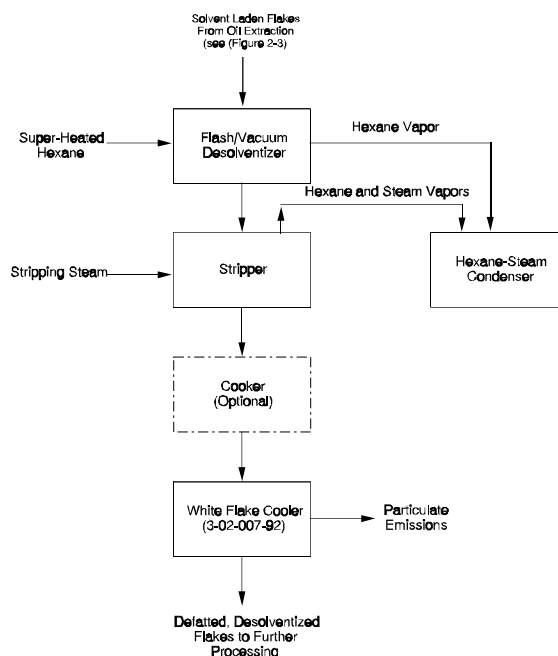 Solvent Laden Flakes
From Oil Extraction
(see (Figure 2-3)
Super-Heated
Hexane
Flash/Vacuum
Desolventizer
Hexane Vapor
Hexane and Steam Vapors
Stripping Steam
Stripper
Hexane-Steam
Condenser
Cooker
(Optional)
White Flake Cooler
(3-02-007-92)
Particulate
Emissions
Defatted, Desolventized
Flakes to Further
Processing